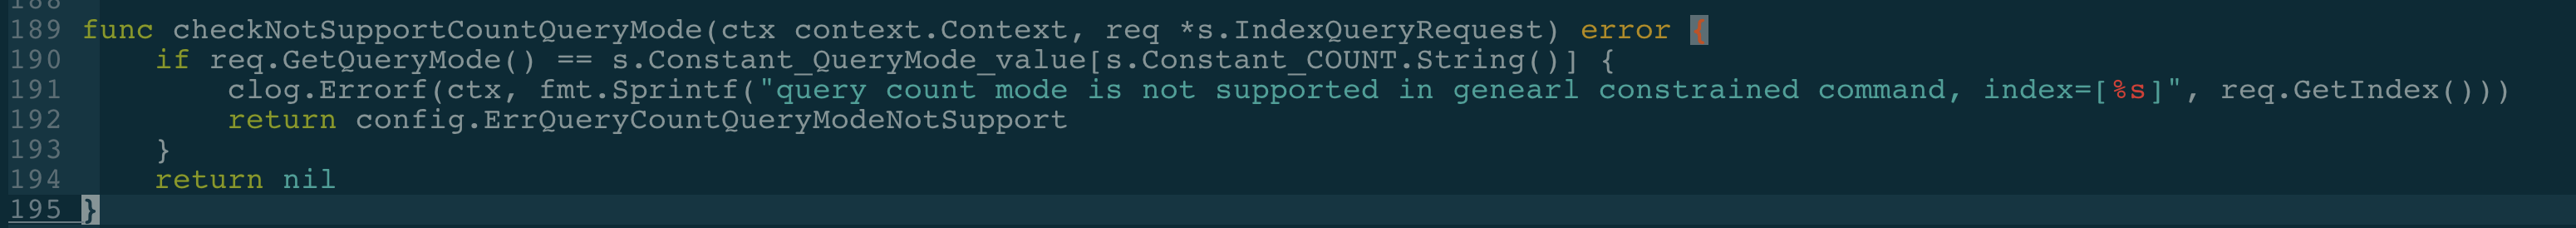 188
189 func checkNotSupportCountQueryMode(ctx context.Context, req *s.IndexQueryRequest) error {
190     if req.GetQueryMode() == s.Constant_QueryMode_value[s.Constant_COUNT.String()] {
191         clog.Errorf(ctx, fmt.Sprintf("query count mode is not supported in genearl constrained command, index=[%s]", req.GetIndex()))
192         return config.ErrQueryCountQueryModeNotSupport
193     }
194     return nil
195 }